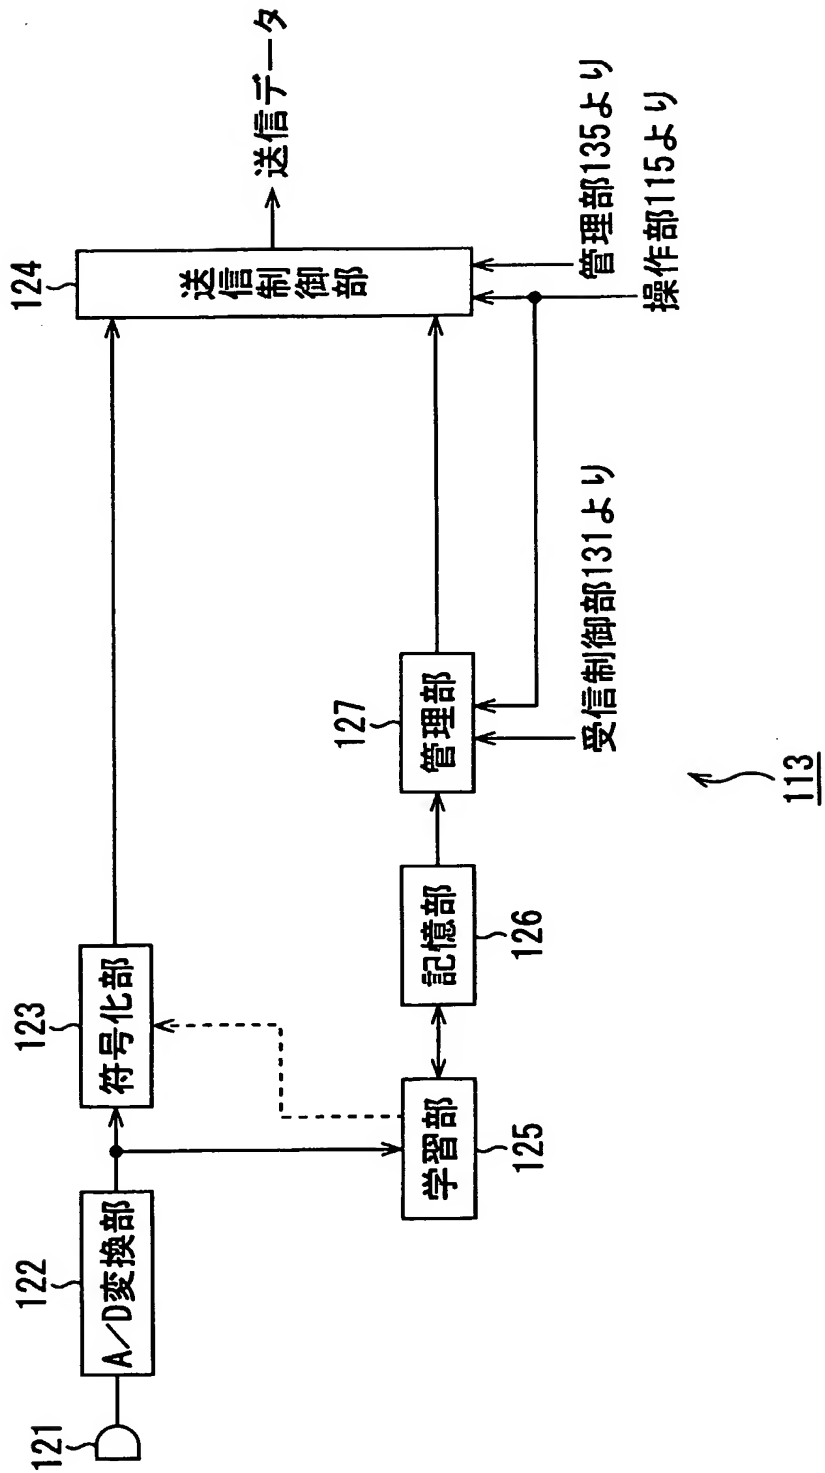 121
122
A/D変換部
123
符号化部
124
送信制御部
送信データ
125
学習部
126
記憶部
127
管理部
受信制御部131より
管理部135より
操作部115より
113